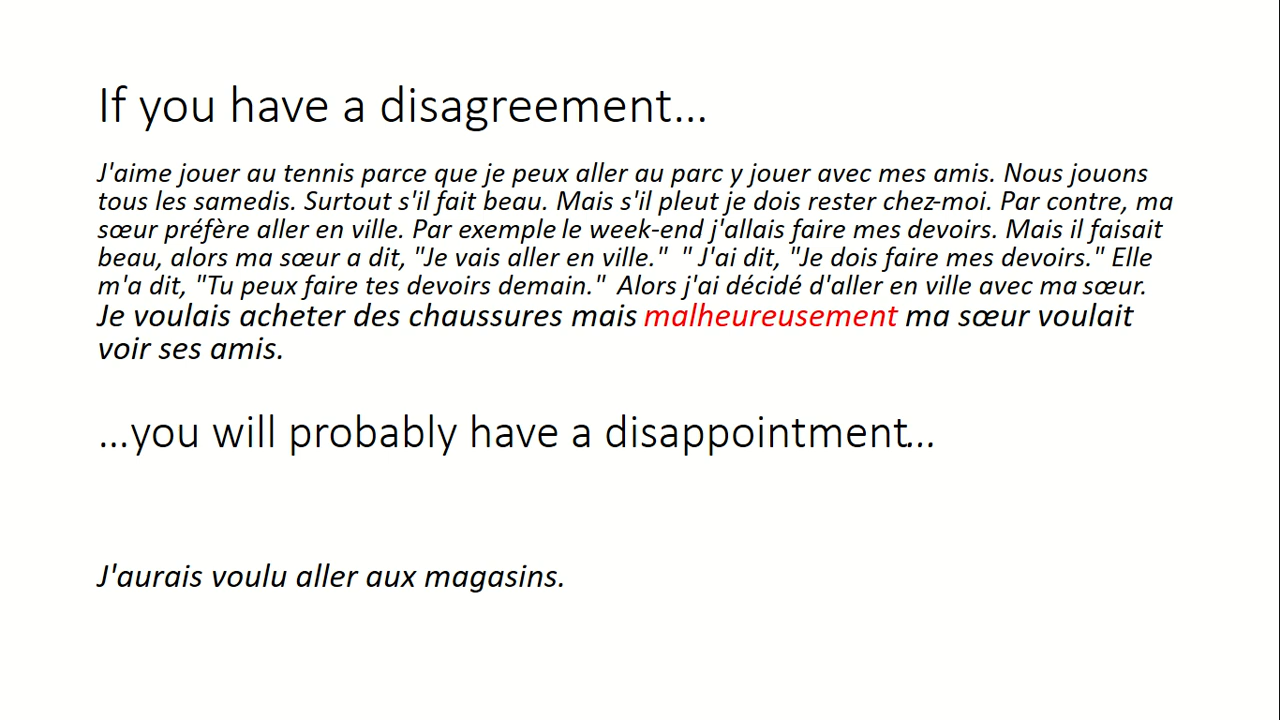 If you have a disagreement...
J'aime jouer au tennis parce que je peux aller au parc y jouer avec mes amis. Nous jouons
tous les samedis. Surtout s'il fait beau. Mais s'il pleut je dois rester chez-moi. Par contre, ma
sœur préfère aller en ville. Par exemple le week-end j'allais faire mes devoirs. Mais il faisait
beau, alors ma sœur a dit, "Je vais aller en ville." " J'ai dit, "Je dois faire mes devoirs." Elle
m'a dit, "Tu peux faire tes devoirs demain." Alors j'ai décidé d'aller en ville avec ma sœur.
Je voulais acheter des chaussures mais malheureusement ma sœur voulait
voir ses amis.
...you will probably have a disappointment...
J'aurais voulu aller aux magasins.